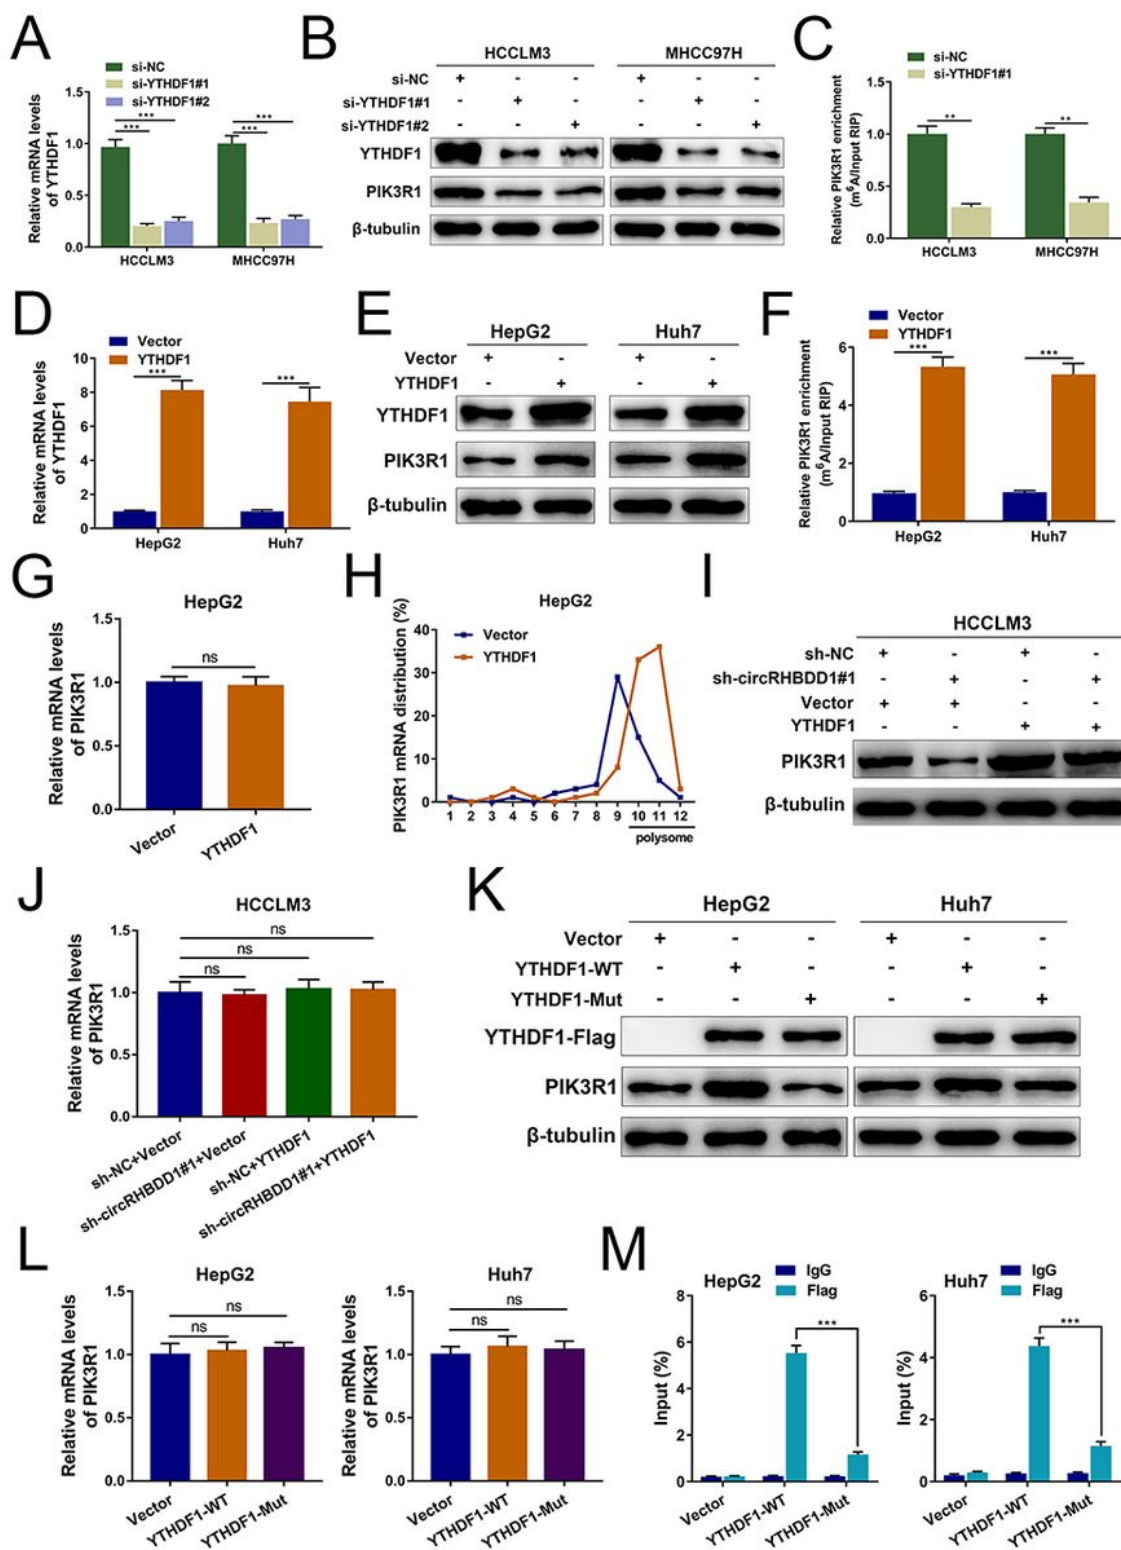 A
si-NC
si-YTHDF1#1
si-YTHDF1#2
Relative mRNA levels
of YTHDF1
1.5
1.0
0.5
0.0
***
***
***
***
HCCLM3
MHCC97H
B
HCCLM3
MHCC97H
si-NC + - - + - -
si-YTHDF1#1 - + - - + -
si-YTHDF1#2 - - + - - +
YTHDF1
PIK3R1
β-tubulin
C
si-NC
si-YTHDF1#1
Relative PIK3R1 enrichment
(m⁶A/Input RIP)
1.5
1.0
0.5
0.0
**
**
HCCLM3
MHCC97H
D
Vector
YTHDF1
Relative mRNA levels
of YTHDF1
10
8
6
4
2
0
***
***
HepG2
Huh7
E
HepG2
Huh7
Vector + - + -
YTHDF1 - + - +
YTHDF1
PIK3R1
β-tubulin
F
Vector
YTHDF1
Relative PIK3R1 enrichment
(m⁶A/Input RIP)
6
4
2
0
***
***
HepG2
Huh7
G
HepG2
Relative mRNA levels
of PIK3R1
1.5
1.0
0.5
0.0
ns
Vector
YTHDF1
H
HepG2
Vector
YTHDF1
PIK3R1 mRNA distribution (%)
40
30
20
10
0
1 2 3 4 5 6 7 8 9 10 11 12
polysome
I
HCCLM3
sh-NC + - + -
sh-circRHBDD1#1 - + - +
Vector + + - -
YTHDF1 - - + +
PIK3R1
β-tubulin
J
HCCLM3
Relative mRNA levels
of PIK3R1
1.5
1.0
0.5
0.0
ns
ns
ns
sh-NC+Vector
sh-circRHBDD1#1+Vector
sh-NC+YTHDF1
sh-circRHBDD1#1+YTHDF1
K
HepG2
Huh7
Vector + - - + - -
YTHDF1-WT - + - - + -
YTHDF1-Mut - - + - - +
YTHDF1-Flag
PIK3R1
β-tubulin
L
HepG2
Relative mRNA levels
of PIK3R1
1.5
1.0
0.5
0.0
ns
ns
Vector
YTHDF1-WT
YTHDF1-Mut
Huh7
Relative mRNA levels
of PIK3R1
1.5
1.0
0.5
0.0
ns
ns
Vector
YTHDF1-WT
YTHDF1-Mut
M
HepG2
IgG
Flag
Input (%)
8
6
4
2
0
***
Vector
YTHDF1-WT
YTHDF1-Mut
Huh7
IgG
Flag
Input (%)
6
4
2
0
***
Vector
YTHDF1-WT
YTHDF1-Mut